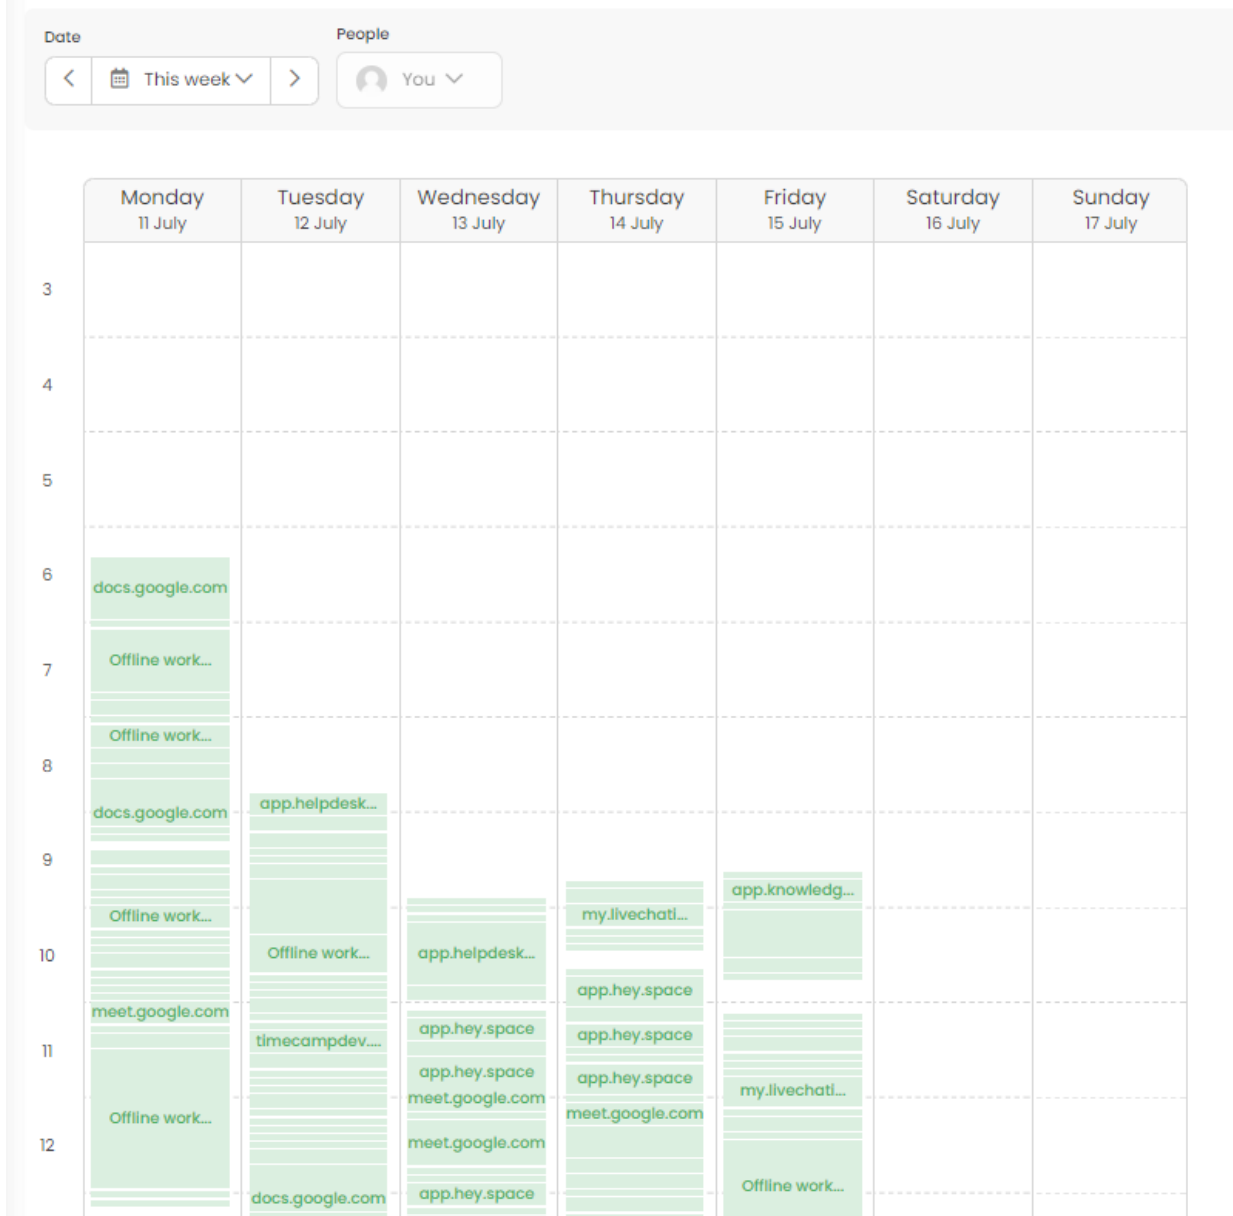 Date
People
This week
You
Monday
11 July
Tuesday
12 July
Wednesday
13 July
Thursday
14 July
Friday
15 July
Saturday
16 July
Sunday
17 July
3
4
5
6
docs.google.com
Offline work...
7
Offline work...
8
app.helpdesk...
docs.google.com
9
app.knowledg...
Offline work...
my.livechati...
10
Offline work...
app.helpdesk...
app.hey.space
meet.google.com
app.hey.space
app.hey.space
timecampdev....
11
app.hey.space
app.hey.space
my.livechati...
meet.google.com
meet.google.com
Offline work...
12
meet.google.com
Offline work...
docs.google.com
app.hey.space